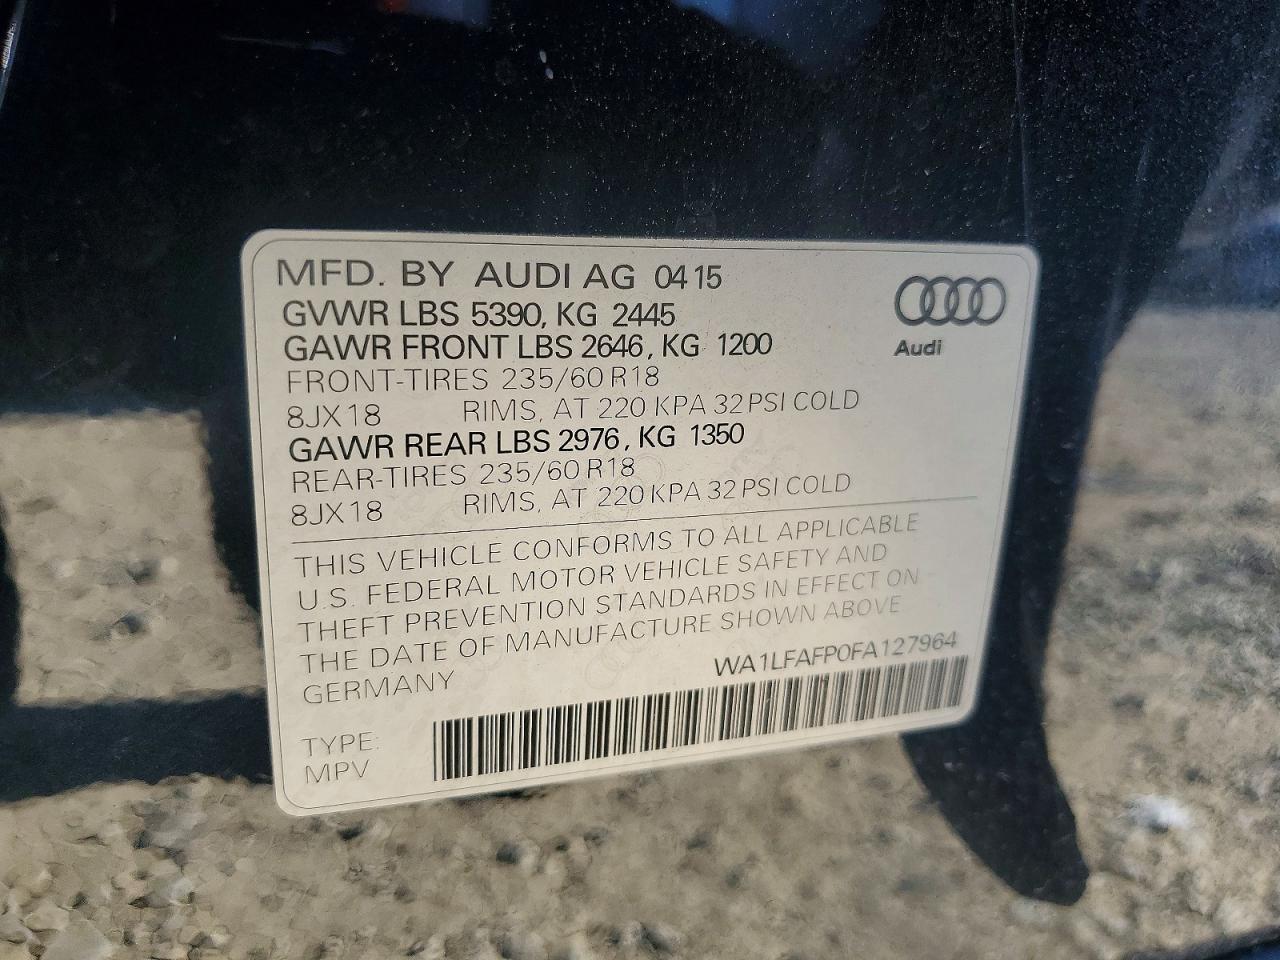 MFD. BY AUDI AG 0415
GVWR LBS 5390, KG 2445
GAWR FRONT LBS 2646, KG 1200
Audi
FRONT-TIRES 235/60 R18
8JX18 RIMS, AT 220 KPA 32 PSI COLD
GAWR REAR LBS 2976, KG 1350
REAR-TIRES 235/60 R18
8JX18 RIMS, AT 220 KPA 32 PSI COLD
THIS VEHICLE CONFORMS TO ALL APPLICABLE
U.S. FEDERAL MOTOR VEHICLE SAFETY AND
THEFT PREVENTION STANDARDS IN EFFECT ON
THE DATE OF MANUFACTURE SHOWN ABOVE
GERMANY
WA1LFAFP0FA127964
TYPE:
MPV